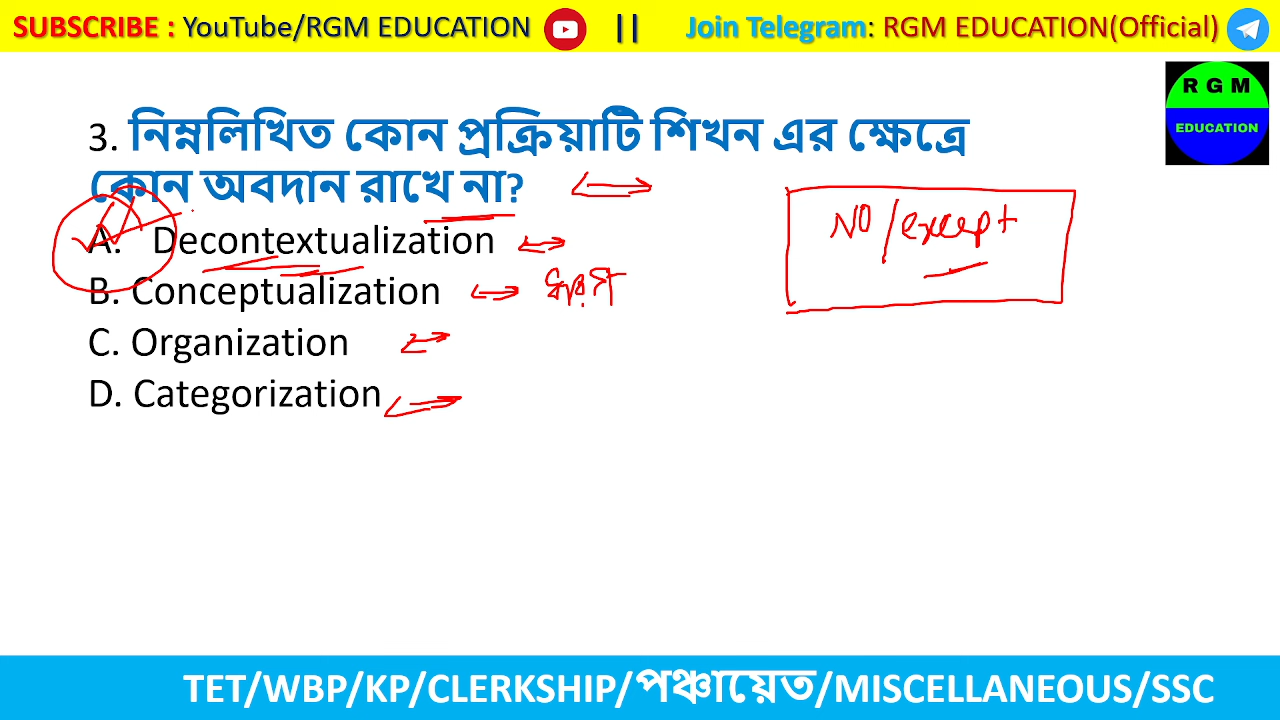 SUBSCRIBE : YouTube/RGM EDUCATION || Join Telegram: RGM EDUCATION(Official)
R G M
EDUCATION
3. নিম্নলিখিত কোন প্রক্রিয়াটি শিখন এর ক্ষেত্রে
কোন অবদান রাখে না?
NO/except
A. Decontextualization
B. Conceptualization
C. Organization
D. Categorization
TET/WBP/KP/CLERKSHIP/পঞ্চায়েত/MISCELLANEOUS/SSC